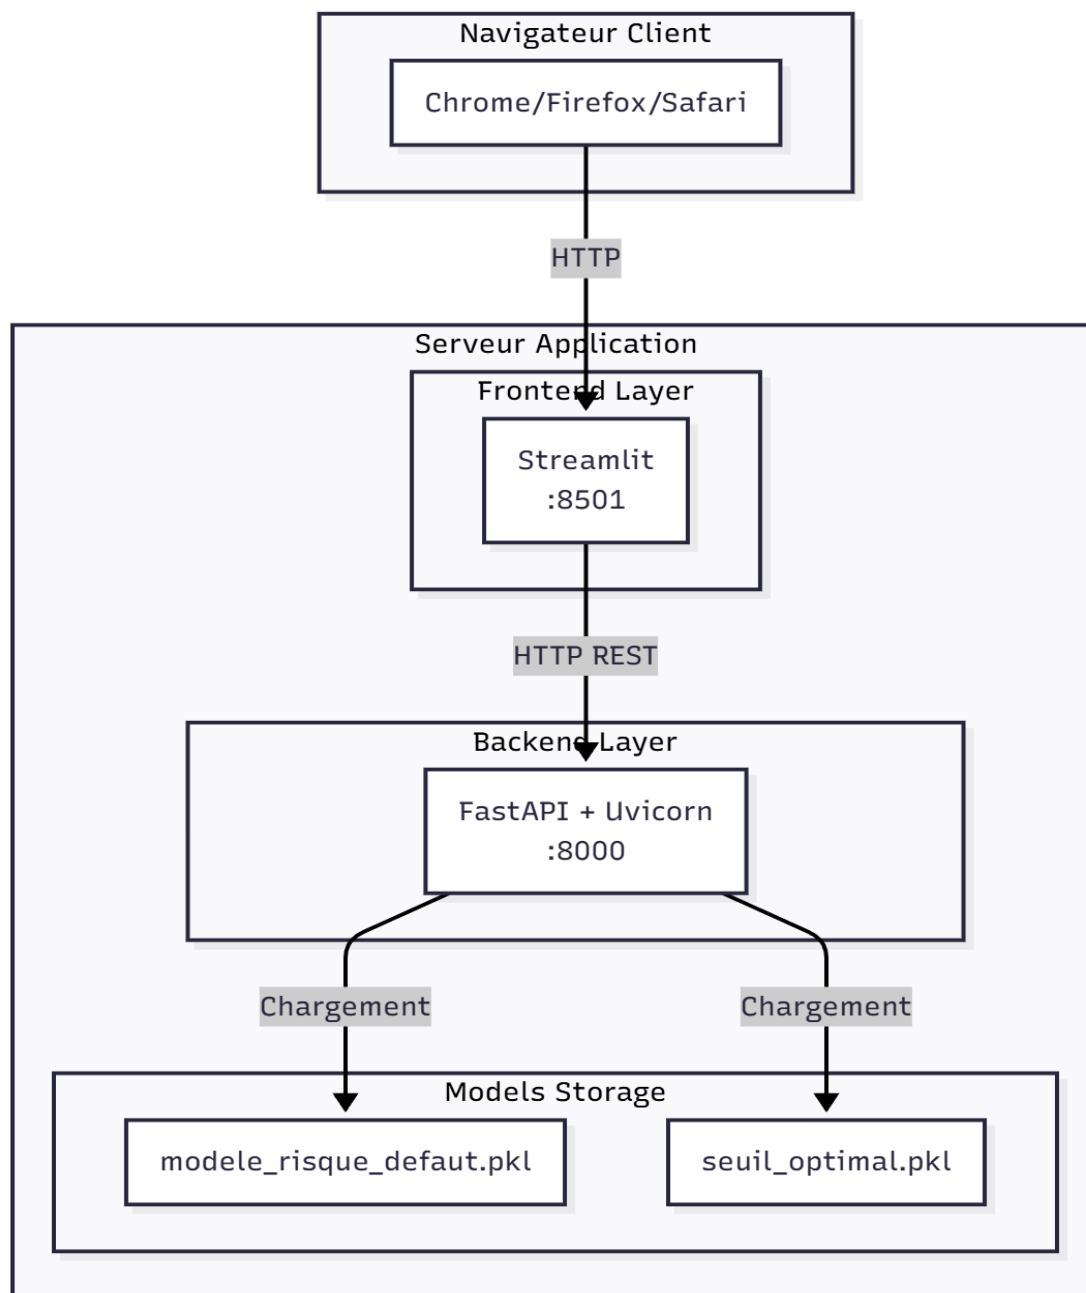 Navigateur Client
Chrome/Firefox/Safari
HTTP
Serveur Application
Frontend Layer
Streamlit
:8501
HTTP REST
Backend Layer
FastAPI + Uvicorn
:8000
Chargement
Chargement
Models Storage
modele_risque_defaut.pkl
seuil_optimal.pkl